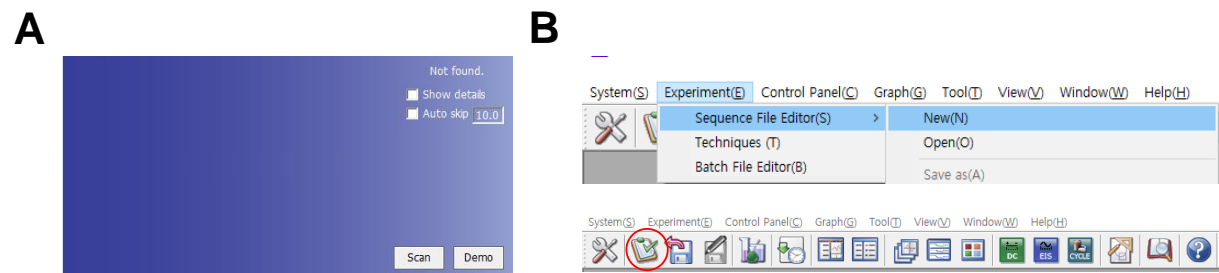 A
Not found.
Show details
Auto skip 10.0
Scan Demo
B
System(S) Experiment(E) Control Panel(C) Graph(G) Tool(T) View(V) Window(W) Help(H)
Sequence File Editor(S) > New(N)
Techniques (T) Open(O)
Batch File Editor(B) Save as(A)
System(S) Experiment(E) Control Panel(C) Graph(G) Tool(T) View(V) Window(W) Help(H)
DC EIS CYCLE